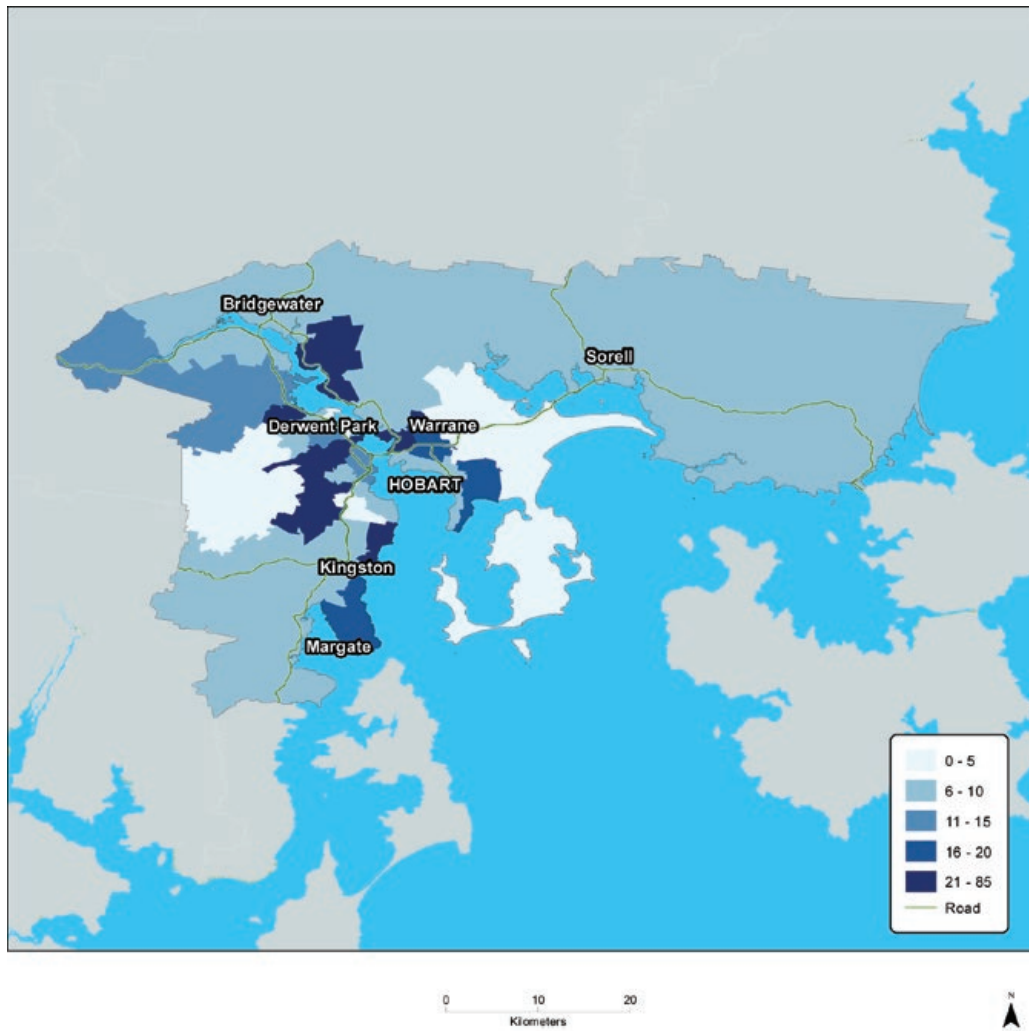 Bridgewater
Sorell
Derwent Park
Warrane
HOBART
Kingston
Margate
0 - 5
6 - 10
11 - 15
16 - 20
21 - 85
Road
0 10 20
Kilometers
N